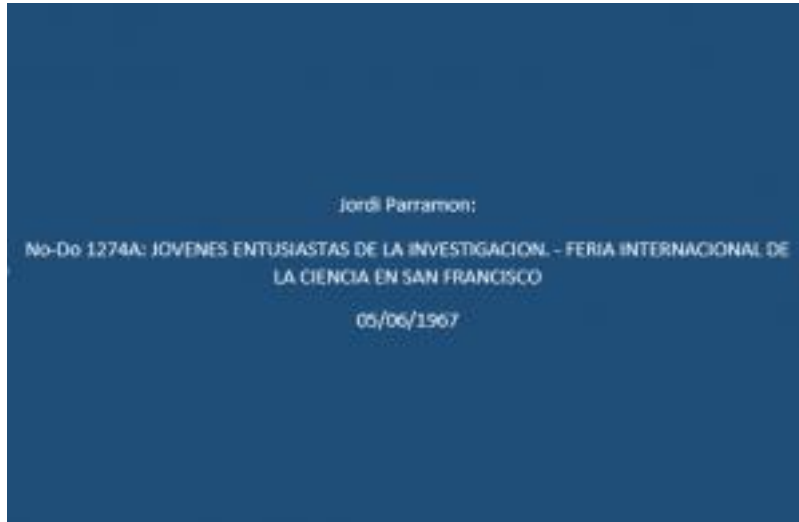 Jordi Parramon:
No-Do 1274A: JOVENES ENTUSIASTAS DE LA INVESTIGACION. - FERIA INTERNACIONAL DE
LA CIENCIA EN SAN FRANCISCO
05/06/1967